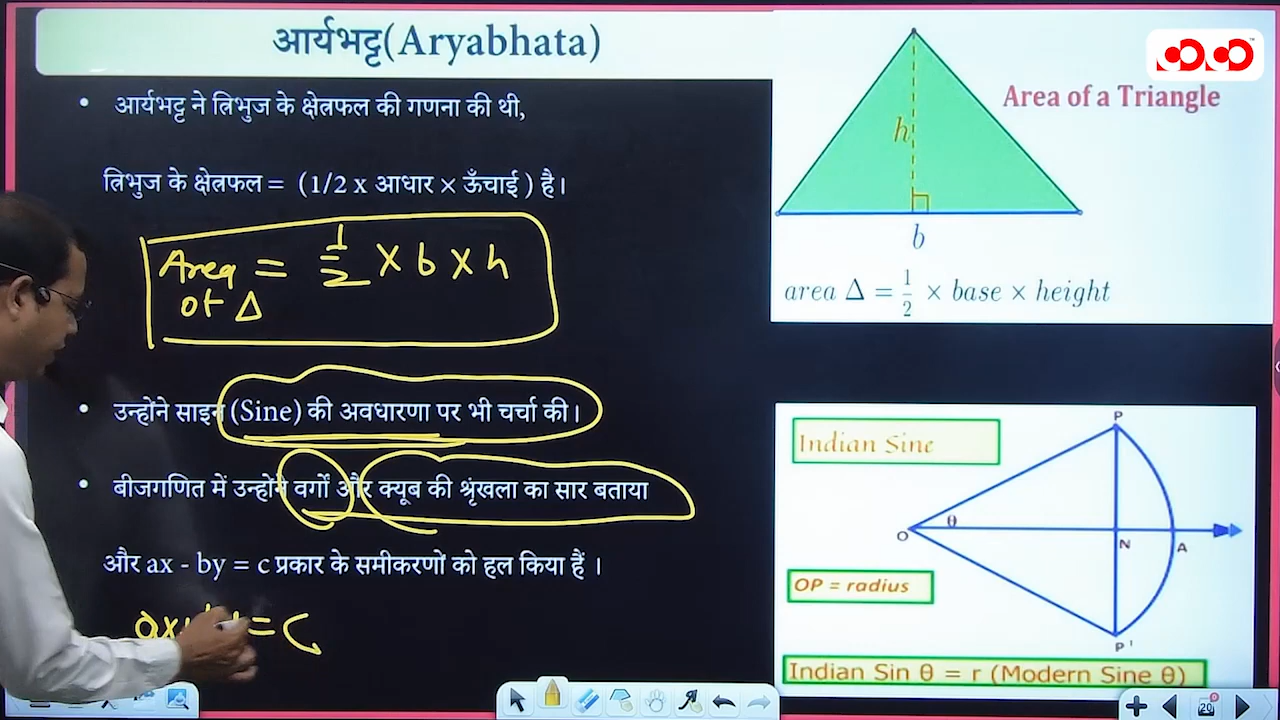 आर्यभट्ट(Aryabhata)
• आर्यभट्ट ने त्रिभुज के क्षेत्रफल की गणना की थी,
त्रिभुज के क्षेत्रफल = (1/2 x आधार × ऊँचाई ) है।
Area = 1/2 × b × h
of Δ
• उन्होंने साइन (Sine) की अवधारणा पर भी चर्चा की।
• बीजगणित में उन्होंने वर्गों और क्यूब की श्रृंखला का सार बताया
और ax - by = c प्रकार के समीकरणों को हल किया हैं ।
= C
Area of a Triangle
h
b
area Δ = 1/2 × base × height
P
Indian Sine
θ
O
N
A
OP = radius
P'
Indian Sin θ = r (Modern Sine θ)
20